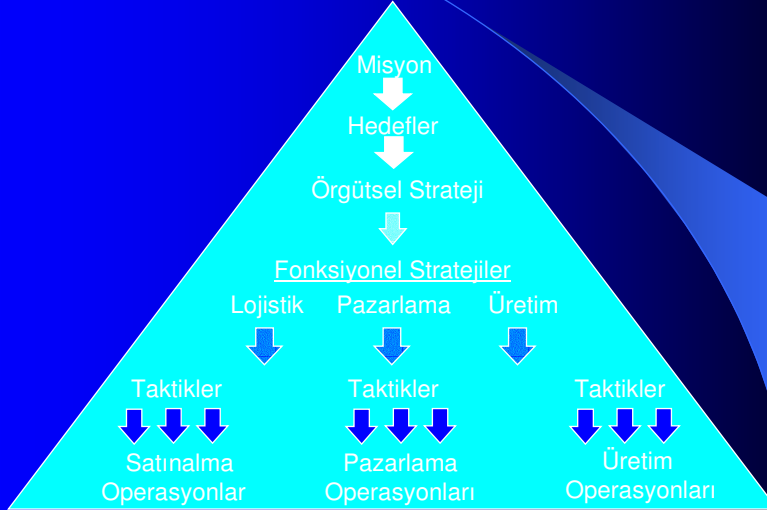 Misyon
Hedefler
Örgütsel Strateji
Fonksiyonel Stratejiler
Lojistik Pazarlama Üretim
Taktikler Taktikler Taktikler
Satınalma Pazarlama Üretim
Operasyonlar Operasyonları Operasyonları